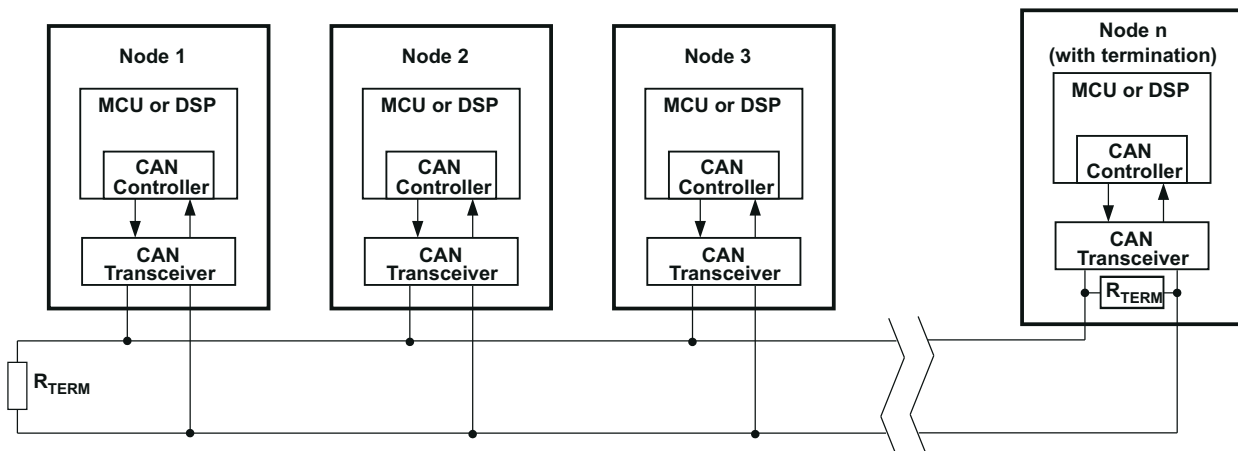 Node 1
MCU or DSP
CAN
Controller
CAN
Transceiver
Node 2
MCU or DSP
CAN
Controller
CAN
Transceiver
Node 3
MCU or DSP
CAN
Controller
CAN
Transceiver
Node n
(with termination)
MCU or DSP
CAN
Controller
CAN
Transceiver
RTERM
RTERM